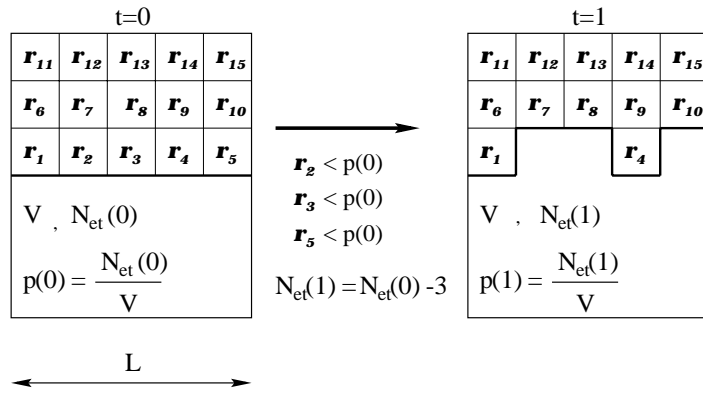 t=0
t=1
r11 r12 r13 r14 r15
r6 r7 r8 r9 r10
r1 r2 r3 r4 r5
V , Net(0)
p(0) = Net(0) / V
L
r2 < p(0)
r3 < p(0)
r5 < p(0)
Net(1) = Net(0) -3
r11 r12 r13 r14 r15
r6 r7 r8 r9 r10
r1 r4
V , Net(1)
p(1) = Net(1) / V